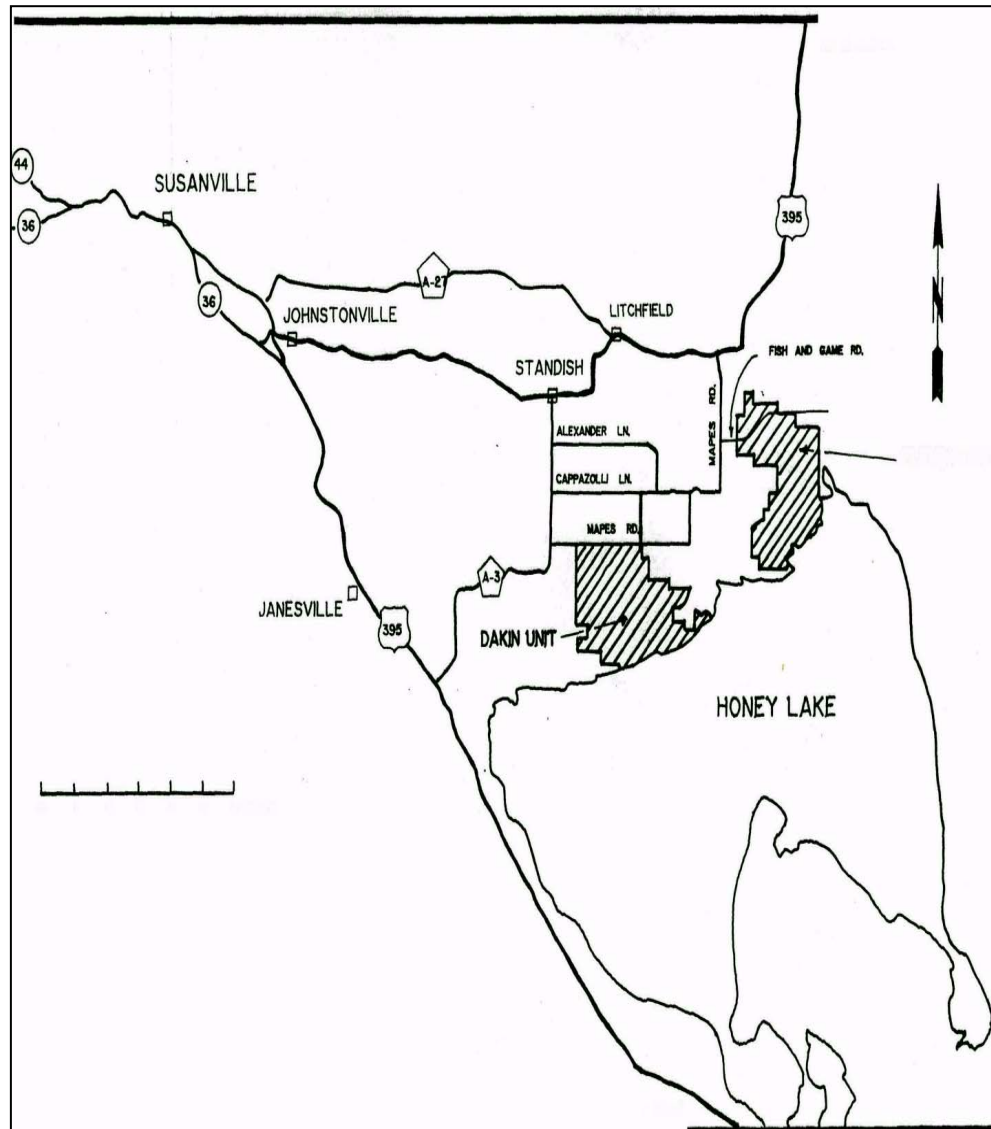 44
SUSANVILLE
36
395
A-27
36
JOHNSTONVILLE
LITCHFIELD
N
FISH AND GAME RD.
STANDISH
MAPES RD.
ALEXANDER LN.
CAPPAZOLLI LN.
MAPES RD.
A-3
JANESVILLE
395
DAKIN UNIT
HONEY LAKE